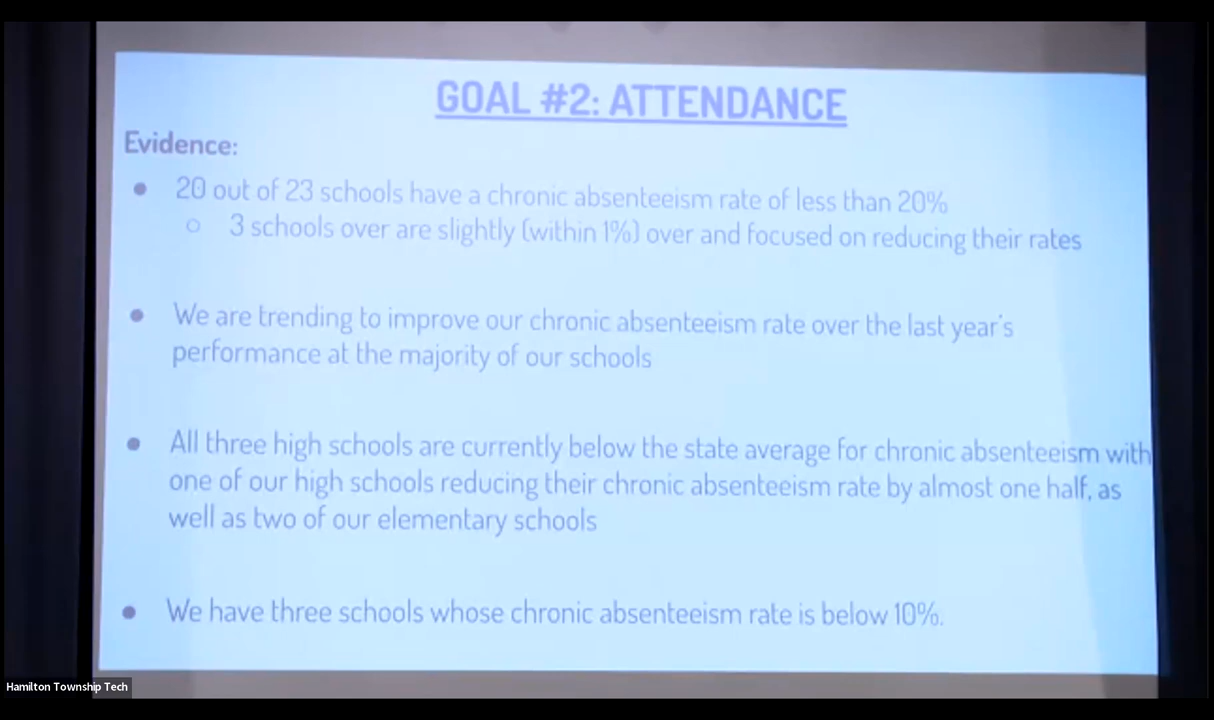 GOAL #2: ATTENDANCE
Evidence:
● 20 out of 23 schools have a chronic absenteeism rate of less than 20%
○ 3 schools over are slightly (within 1%) over and focused on reducing their rates
● We are trending to improve our chronic absenteeism rate over the last year's
performance at the majority of our schools
● All three high schools are currently below the state average for chronic absenteeism with
one of our high schools reducing their chronic absenteeism rate by almost one half, as
well as two of our elementary schools
● We have three schools whose chronic absenteeism rate is below 10%.
Hamilton Township Tech